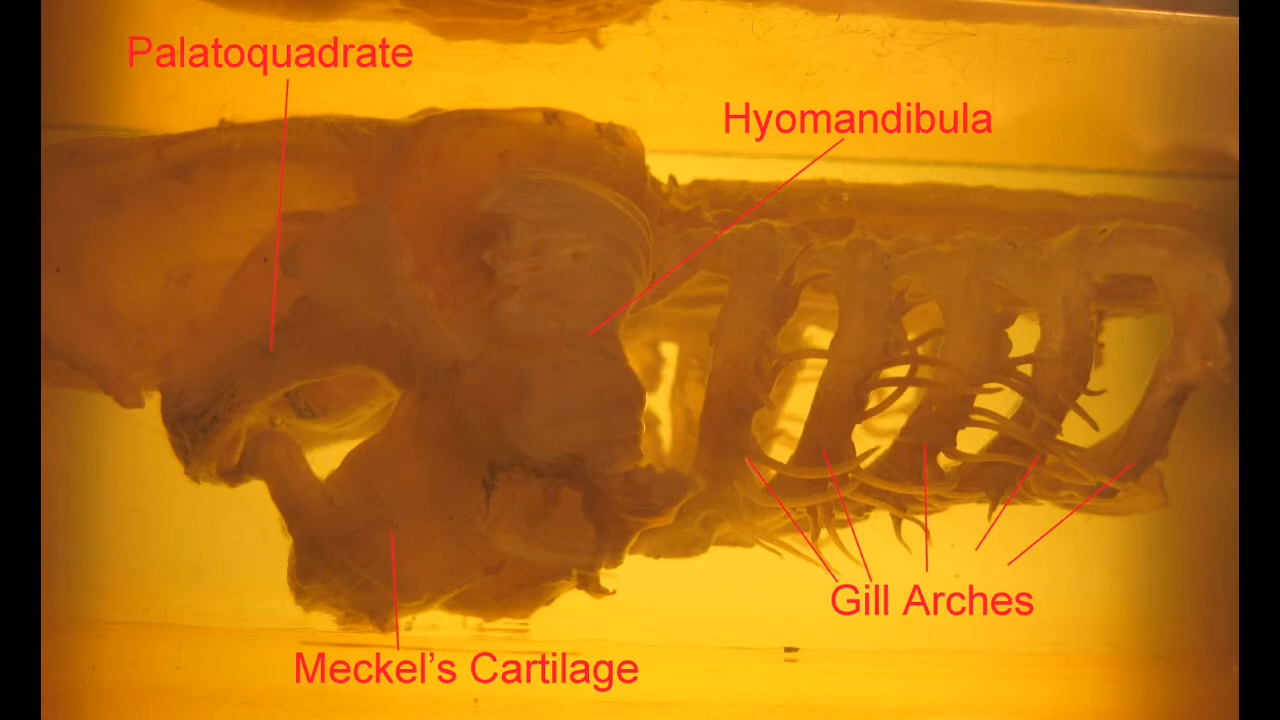 Palatoquadrate
Hyomandibula
Gill Arches
Meckel’s Cartilage